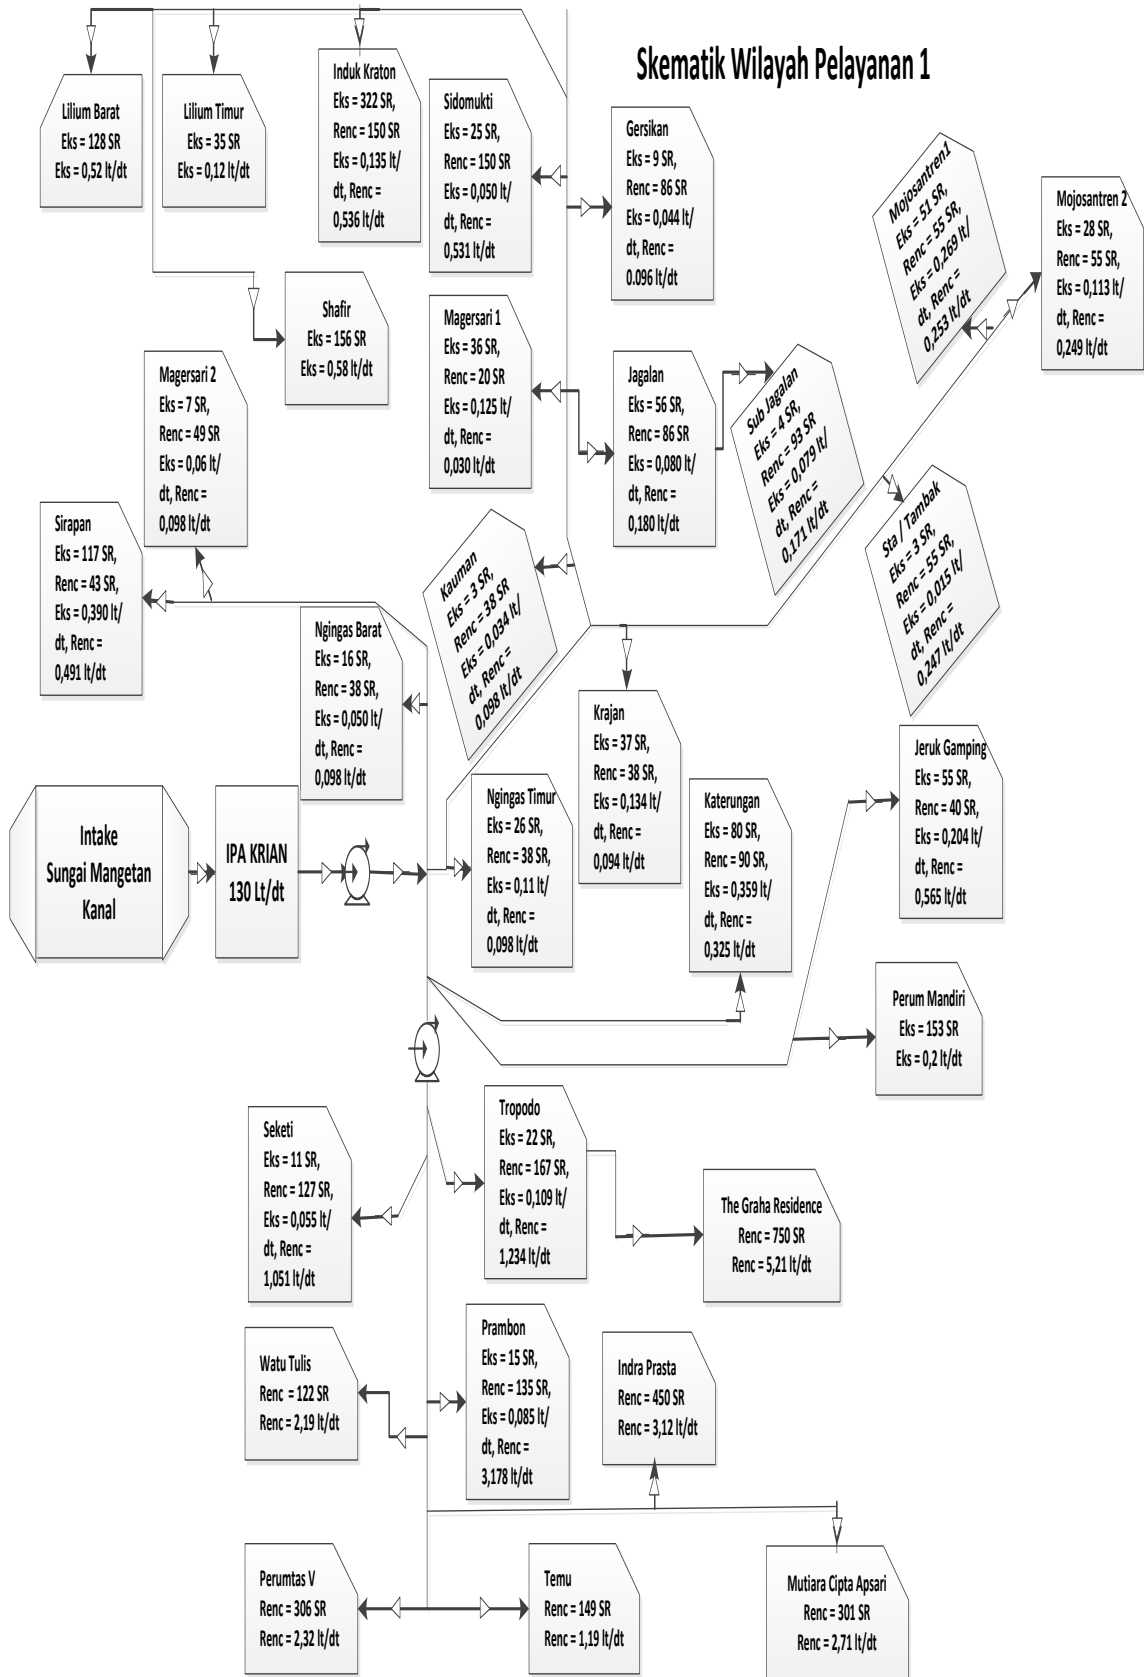 Skematik Wilayah Pelayanan 1
Lilium Barat
Eks = 128 SR
Eks = 0,52 lt/dt
Lilium Timur
Eks = 35 SR
Eks = 0,12 lt/dt
Induk Kraton
Eks = 322 SR,
Renc = 150 SR
Eks = 0,135 lt/
dt, Renc =
0,536 lt/dt
Sidomukti
Eks = 25 SR,
Renc = 150 SR
Eks = 0,050 lt/
dt, Renc =
0,531 lt/dt
Gersikan
Eks = 9 SR,
Renc = 86 SR
Eks = 0,044 lt/
dt, Renc =
0.096 lt/dt
Mojosantren1
Eks = 51 SR,
Renc = 55 SR,
Eks = 0,269 lt/
dt, Renc =
0,253 lt/dt
Mojosantren 2
Eks = 28 SR,
Renc = 55 SR,
Eks = 0,113 lt/
dt, Renc =
0,249 lt/dt
Shafir
Eks = 156 SR
Eks = 0,58 lt/dt
Magersari 1
Eks = 36 SR,
Renc = 20 SR
Eks = 0,125 lt/
dt, Renc =
0,030 lt/dt
Magersari 2
Eks = 7 SR,
Renc = 49 SR
Eks = 0,06 lt/
dt, Renc =
0,098 lt/dt
Jagalan
Eks = 56 SR,
Renc = 86 SR
Eks = 0,080 lt/
dt, Renc =
0,180 lt/dt
Sub Jagalan
Eks = 4 SR,
Renc = 93 SR
Eks = 0,079 lt/
dt, Renc =
0,171 lt/dt
Sta / Tambak
Eks = 3 SR,
Renc = 55 SR,
Eks = 0,015 lt/
dt, Renc =
0,247 lt/dt
Sirapan
Eks = 117 SR,
Renc = 43 SR,
Eks = 0,390 lt/
dt, Renc =
0,491 lt/dt
Kauman
Eks = 3 SR,
Renc = 38 SR
Eks = 0,034 lt/
dt, Renc =
0,098 lt/dt
Ngingas Barat
Eks = 16 SR,
Renc = 38 SR,
Eks = 0,050 lt/
dt, Renc =
0,098 lt/dt
Krajan
Eks = 37 SR,
Renc = 38 SR,
Eks = 0,134 lt/
dt, Renc =
0,094 lt/dt
Jeruk Gamping
Eks = 55 SR,
Renc = 40 SR,
Eks = 0,204 lt/
dt, Renc =
0,565 lt/dt
Intake
Sungai Mangetan
Kanal
IPA KRIAN
130 Lt/dt
Ngingas Timur
Eks = 26 SR,
Renc = 38 SR,
Eks = 0,11 lt/
dt, Renc =
0,098 lt/dt
Katerungan
Eks = 80 SR,
Renc = 90 SR,
Eks = 0,359 lt/
dt, Renc =
0,325 lt/dt
Perum Mandiri
Eks = 153 SR
Eks = 0,2 lt/dt
Seketi
Eks = 11 SR,
Renc = 127 SR,
Eks = 0,055 lt/
dt, Renc =
1,051 lt/dt
Tropodo
Eks = 22 SR,
Renc = 167 SR,
Eks = 0,109 lt/
dt, Renc =
1,234 lt/dt
The Graha Residence
Renc = 750 SR
Renc = 5,21 lt/dt
Watu Tulis
Renc = 122 SR
Renc = 2,19 lt/dt
Prambon
Eks = 15 SR,
Renc = 135 SR,
Eks = 0,085 lt/
dt, Renc =
3,178 lt/dt
Indra Prasta
Renc = 450 SR
Renc = 3,12 lt/dt
Perumtas V
Renc = 306 SR
Renc = 2,32 lt/dt
Temu
Renc = 149 SR
Renc = 1,19 lt/dt
Mutiara Cipta Apsari
Renc = 301 SR
Renc = 2,71 lt/dt